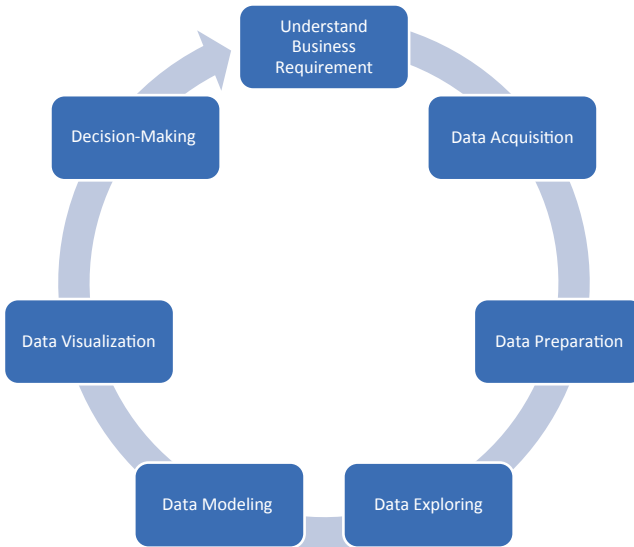 Understand
Business
Requirement
Data Acquisition
Data Preparation
Data Exploring
Data Modeling
Data Visualization
Decision-Making